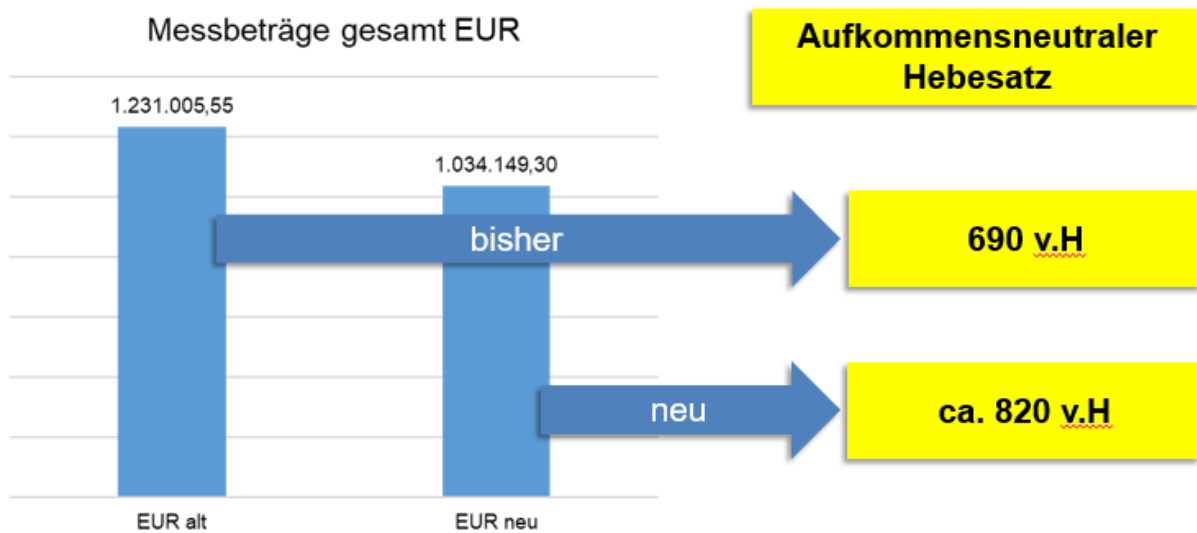 Messbeträge gesamt EUR
Aufkommensneutraler
Hebesatz
1.231.005,55
1.034.149,30
bisher
690 v.H
neu
ca. 820 v.H
EUR alt
EUR neu